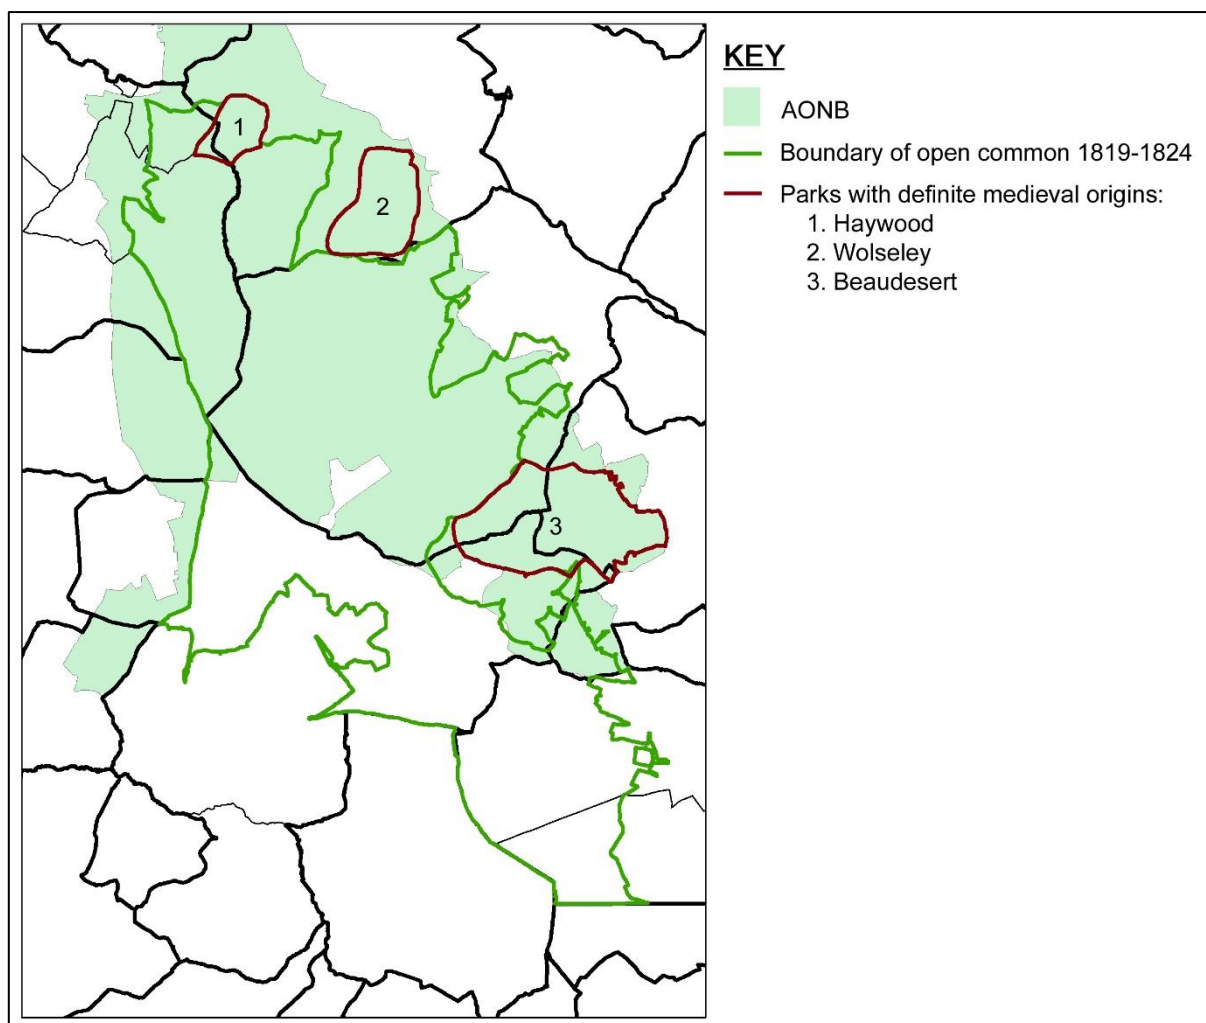 KEY
AONB
Boundary of open common 1819-1824
Parks with definite medieval origins:
1. Haywood
2. Wolseley
3. Beaudesert
1
2
3